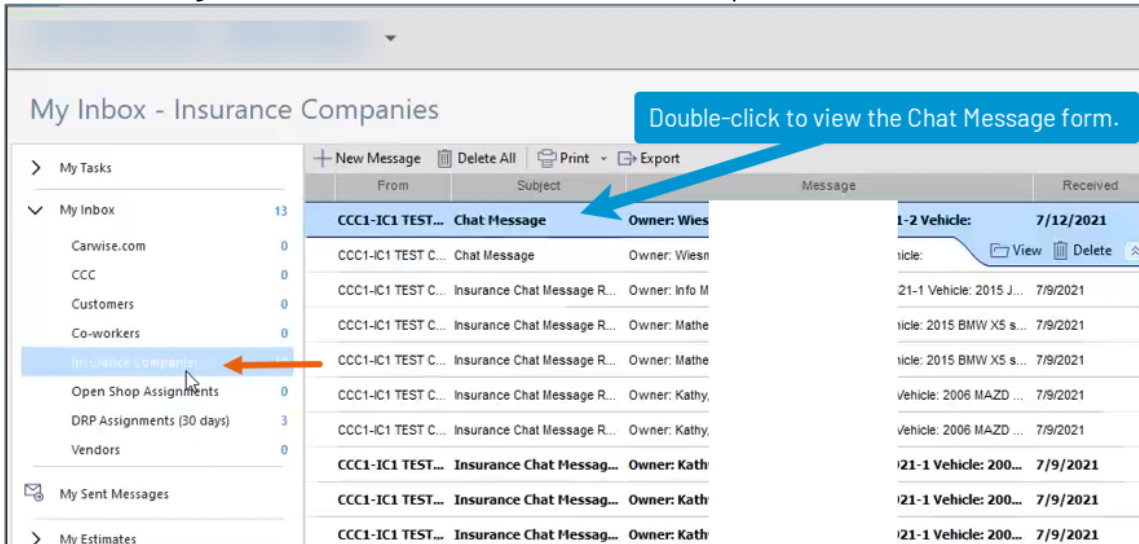 My Inbox - Insurance Companies
Double-click to view the Chat Message form.
My Tasks
My Inbox 13
Carwise.com 0
CCC 0
Customers 0
Co-workers 0
Insurance Companies 10
Open Shop Assignments 0
DRP Assignments (30 days) 3
Vendors 0
My Sent Messages
My Estimates
New Message Delete All Print Export
From Subject Message Received
CCC1-IC1 TEST... Chat Message Owner: Wies 1-2 Vehicle: 7/12/2021
View Delete
CCC1-IC1 TEST C... Chat Message Owner: Wiesn hicle:
CCC1-IC1 TEST C... Insurance Chat Message R... Owner: Info M 21-1 Vehicle: 2015 J... 7/9/2021
CCC1-IC1 TEST C... Insurance Chat Message R... Owner: Mathe hicle: 2015 BMW X5 s... 7/9/2021
CCC1-IC1 TEST C... Insurance Chat Message R... Owner: Mathe hicle: 2015 BMW X5 s... 7/9/2021
CCC1-IC1 TEST C... Insurance Chat Message R... Owner: Kathy, Vehicle: 2006 MAZD ... 7/9/2021
CCC1-IC1 TEST C... Insurance Chat Message R... Owner: Kathy, Vehicle: 2006 MAZD ... 7/9/2021
CCC1-IC1 TEST... Insurance Chat Messag... Owner: Kath 21-1 Vehicle: 200... 7/9/2021
CCC1-IC1 TEST... Insurance Chat Messag... Owner: Kath 21-1 Vehicle: 200... 7/9/2021
CCC1-IC1 TEST... Insurance Chat Messag... Owner: Kath 21-1 Vehicle: 200... 7/9/2021